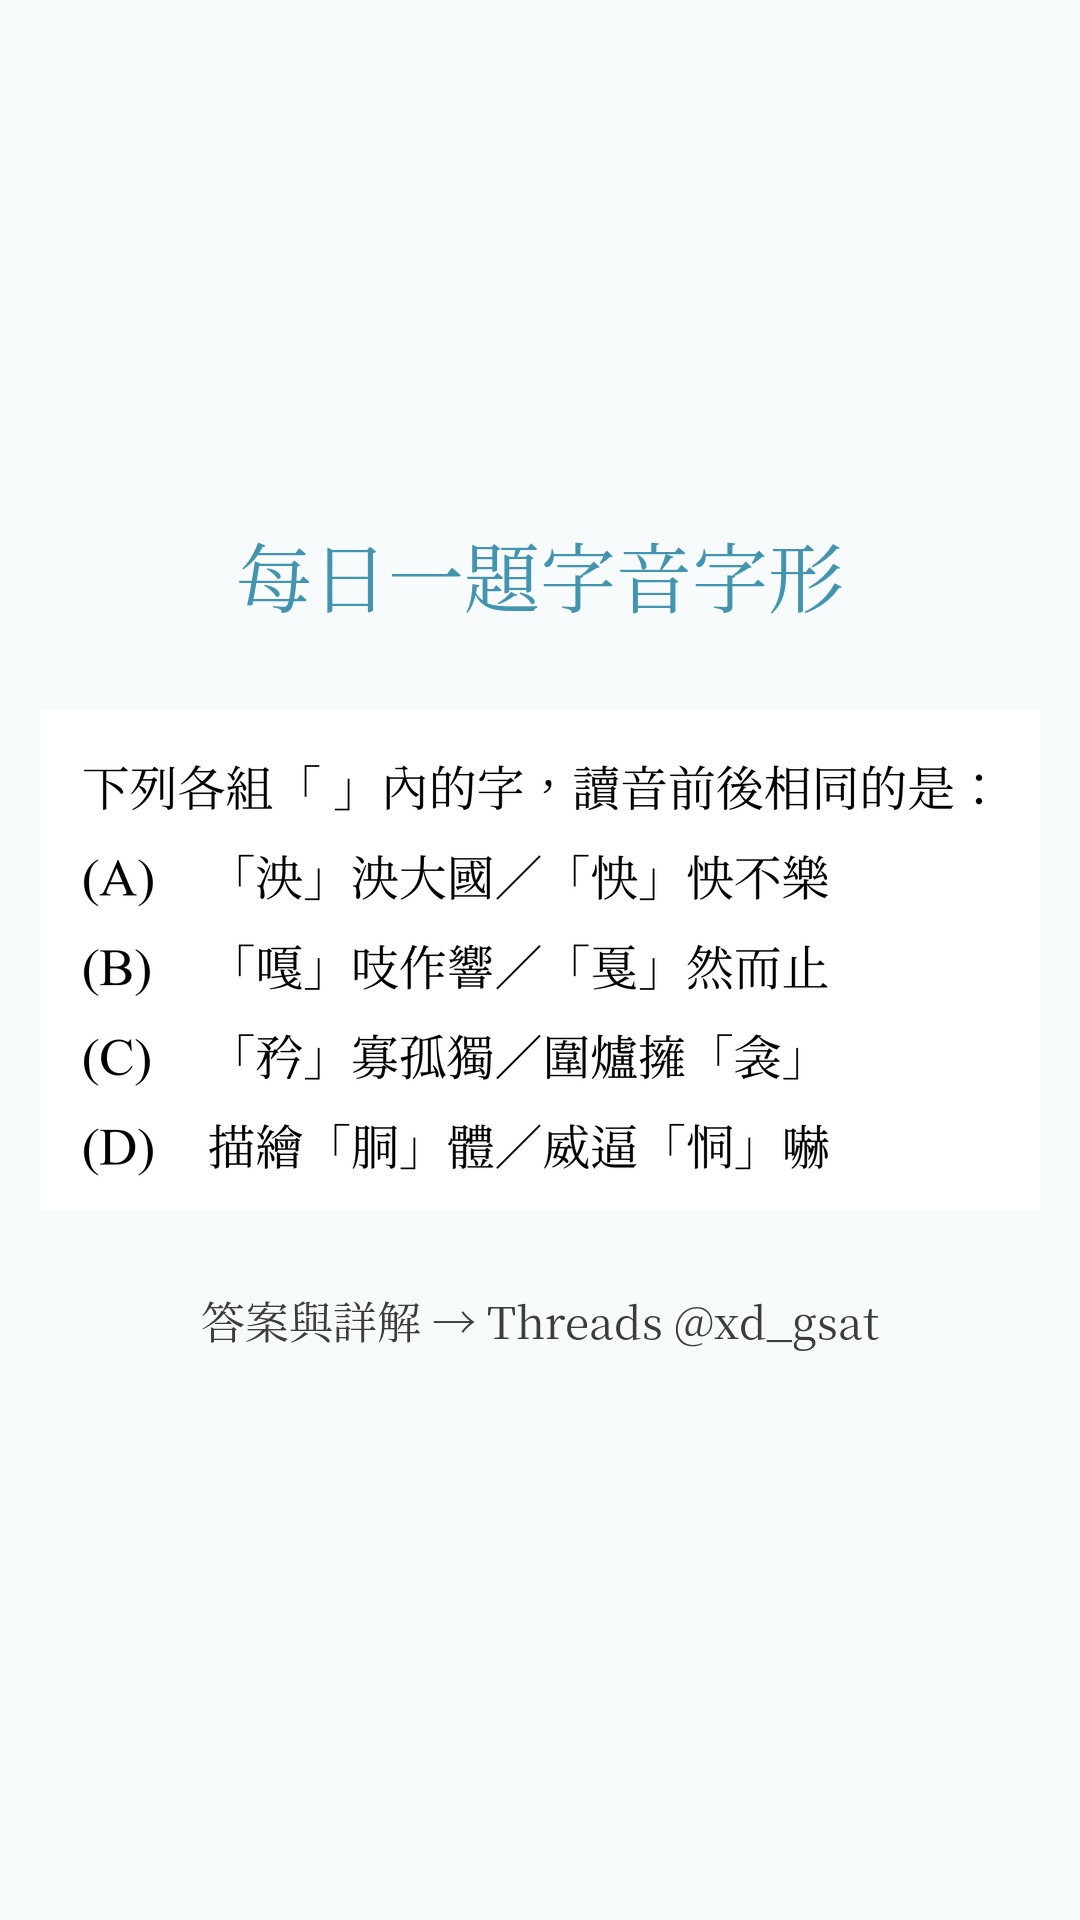 每日一題字音字形
下列各組「 」內的字，讀音前後相同的是：
(A) 「泱」泱大國／「怏」怏不樂
(B) 「嘎」吱作響／「戛」然而止
(C) 「矜」寡孤獨／圍爐擁「衾」
(D) 描繪「胴」體／威逼「恫」嚇
答案與詳解 → Threads @xd_gsat